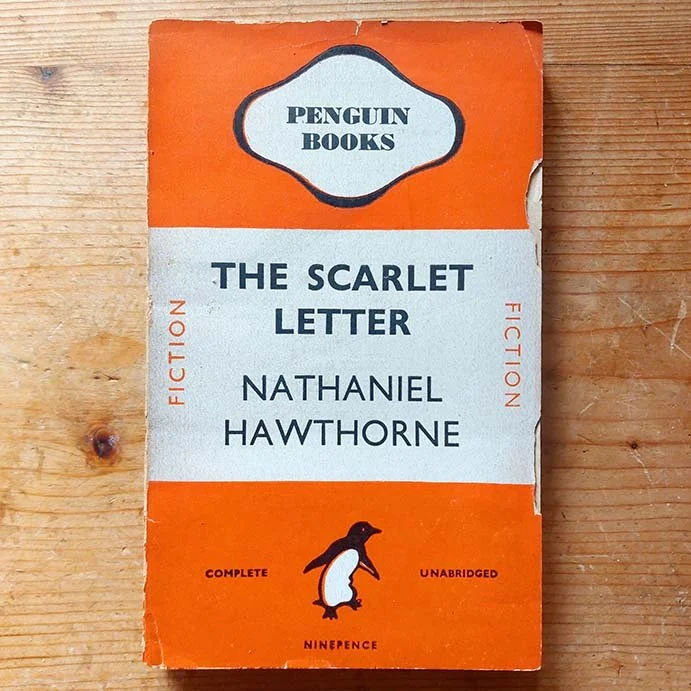 PENGUIN
BOOKS
THE SCARLET
LETTER
FICTION
FICTION
NATHANIEL
HAWTHORNE
COMPLETE
UNABRIDGED
NINEPENCE